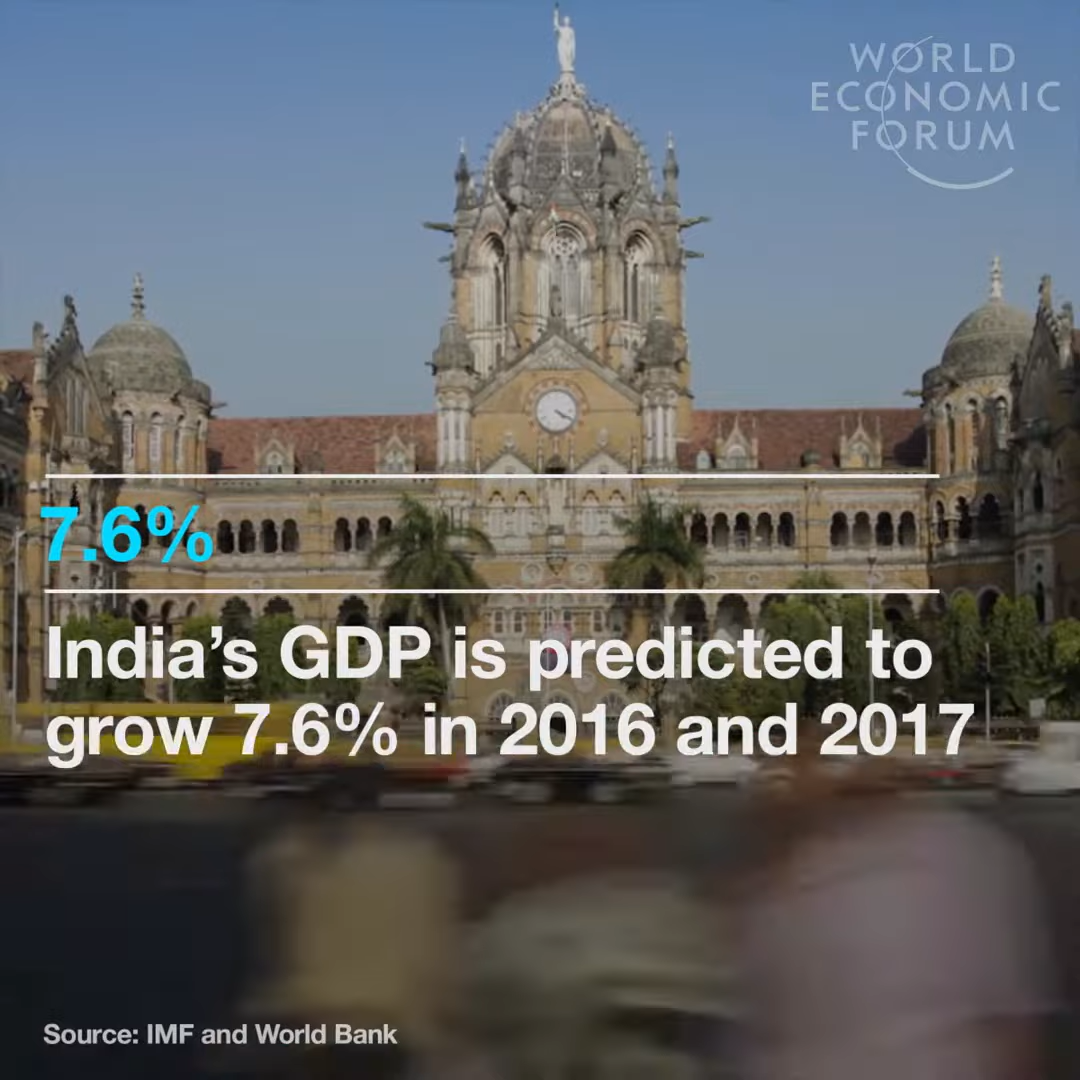 WORLD
ECONOMIC
FORUM
7.6%
India’s GDP is predicted to
grow 7.6% in 2016 and 2017
Source: IMF and World Bank